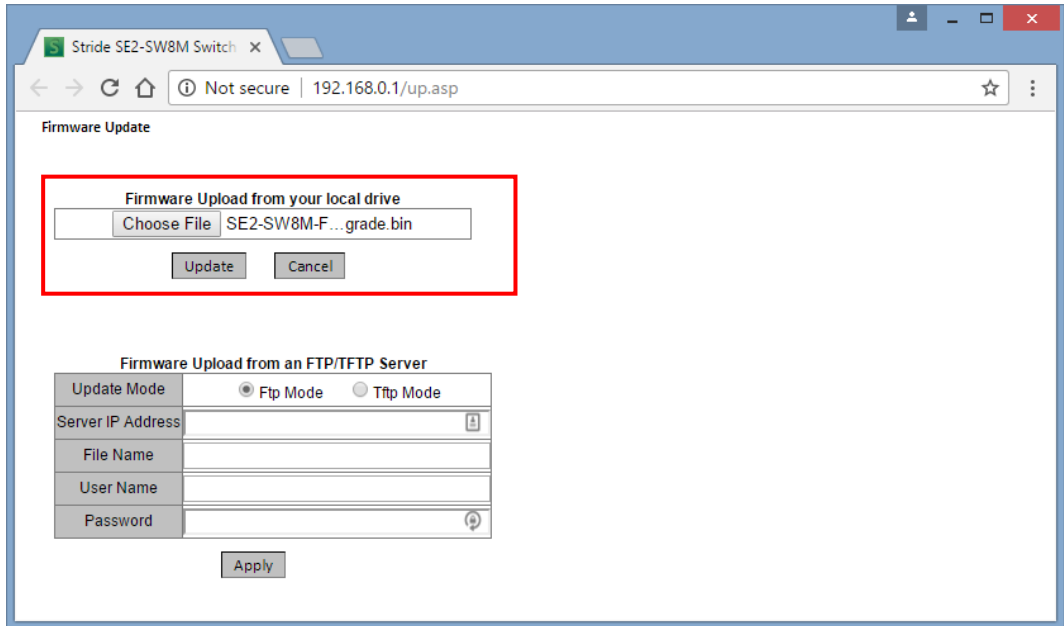 Stride SE2-SW8M Switch
Not secure | 192.168.0.1/up.asp
Firmware Update
Firmware Upload from your local drive
Choose File SE2-SW8M-F...grade.bin
Update Cancel
Firmware Upload from an FTP/TFTP Server
Update Mode Ftp Mode Tftp Mode
Server IP Address
File Name
User Name
Password
Apply